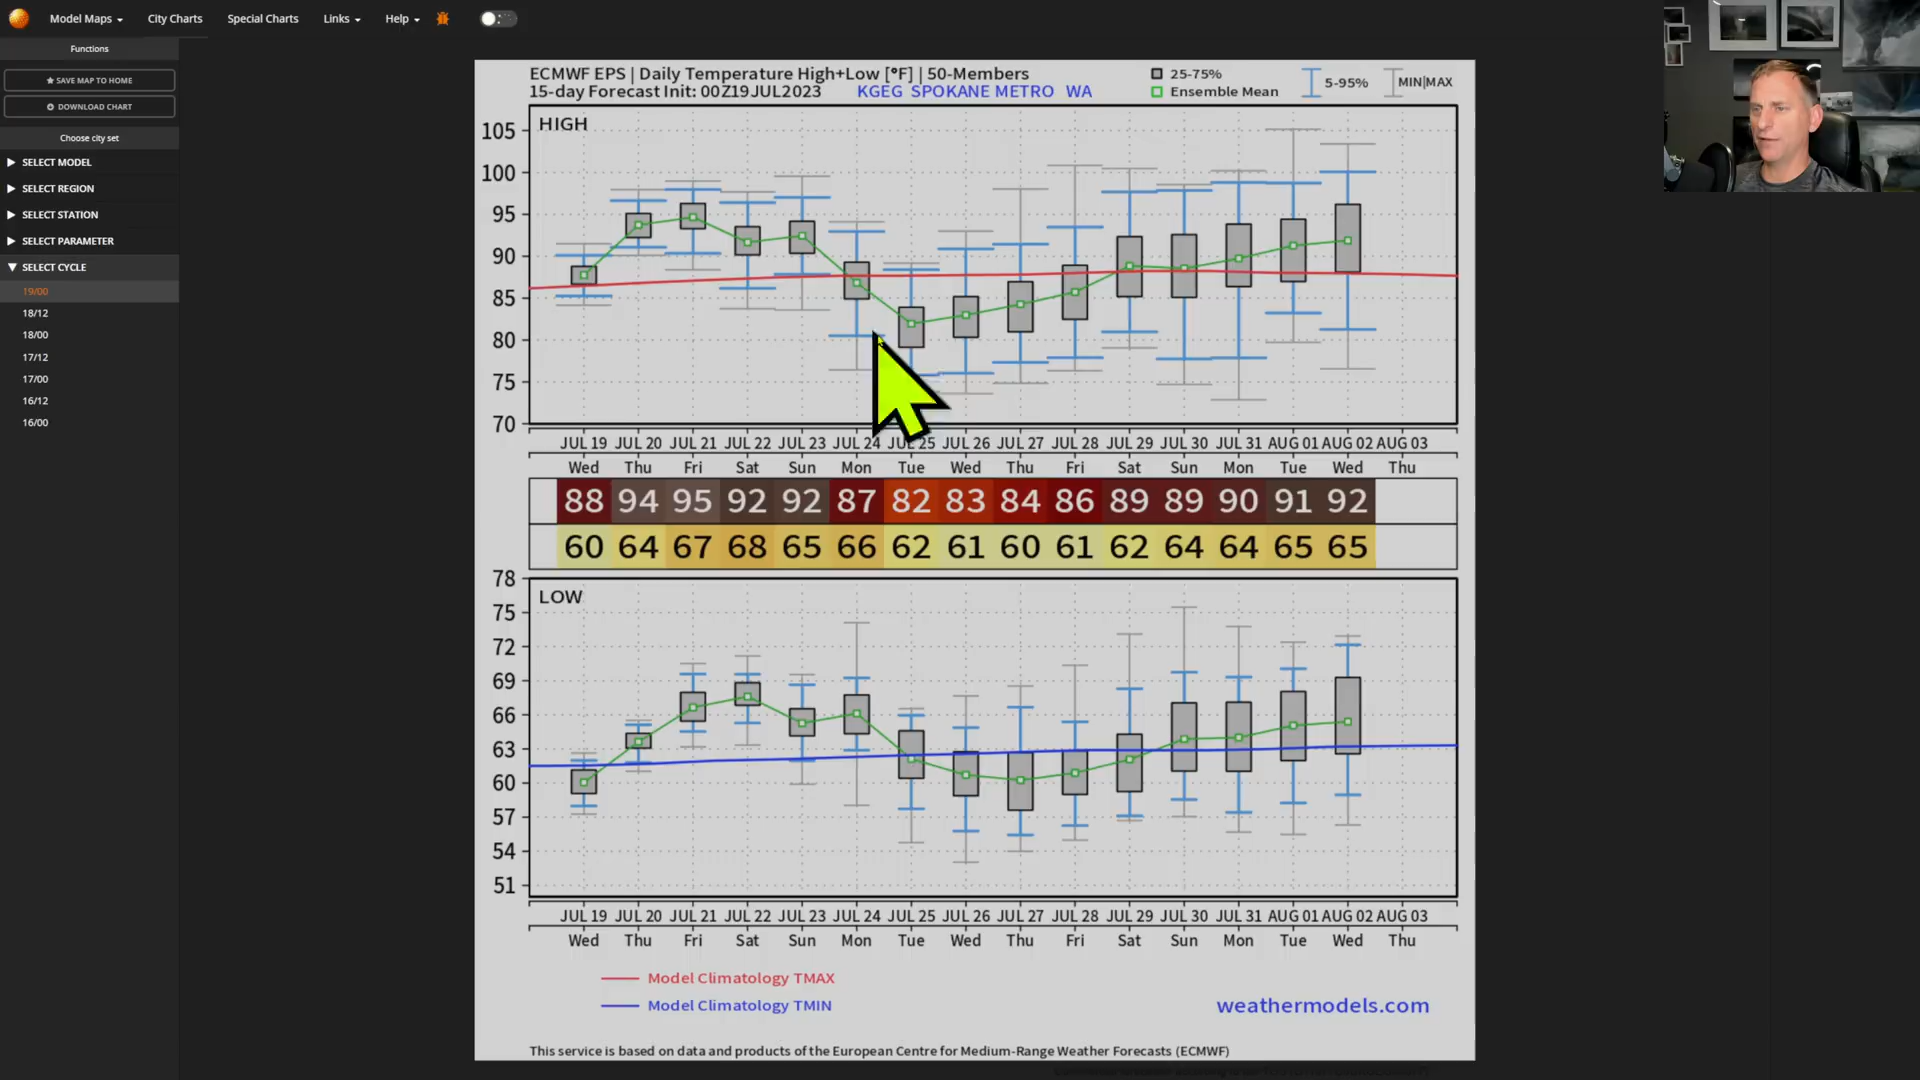 Model Maps City Charts Special Charts Links Help
Functions
SAVE MAP TO HOME
DOWNLOAD CHART
Choose city set
SELECT MODEL
SELECT REGION
SELECT STATION
SELECT PARAMETER
SELECT CYCLE
19/00
18/12
18/00
17/12
17/00
16/12
16/00
ECMWF EPS | Daily Temperature High+Low [°F] | 50-Members
15-day Forecast Init: 00Z19JUL2023 KGEG SPOKANE METRO WA
25-75% 5-95% MIN|MAX
Ensemble Mean
HIGH
105
100
95
90
85
80
75
70
JUL 19 JUL 20 JUL 21 JUL 22 JUL 23 JUL 24 JUL 25 JUL 26 JUL 27 JUL 28 JUL 29 JUL 30 JUL 31 AUG 01 AUG 02 AUG 03
Wed Thu Fri Sat Sun Mon Tue Wed Thu Fri Sat Sun Mon Tue Wed Thu
88 94 95 92 92 87 82 83 84 86 89 89 90 91 92
60 64 67 68 65 66 62 61 60 61 62 64 64 65 65
LOW
78
75
72
69
66
63
60
57
54
51
JUL 19 JUL 20 JUL 21 JUL 22 JUL 23 JUL 24 JUL 25 JUL 26 JUL 27 JUL 28 JUL 29 JUL 30 JUL 31 AUG 01 AUG 02 AUG 03
Wed Thu Fri Sat Sun Mon Tue Wed Thu Fri Sat Sun Mon Tue Wed Thu
Model Climatology TMAX
Model Climatology TMIN
weathermodels.com
This service is based on data and products of the European Centre for Medium-Range Weather Forecasts (ECMWF)